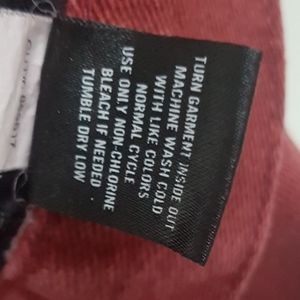 TURN GARMENT INSIDE OUT
MACHINE WASH COLD
WITH LIKE COLORS
NORMAL CYCLE
USE ONLY NON-CHLORINE
BLEACH IF NEEDED
TUMBLE DRY LOW